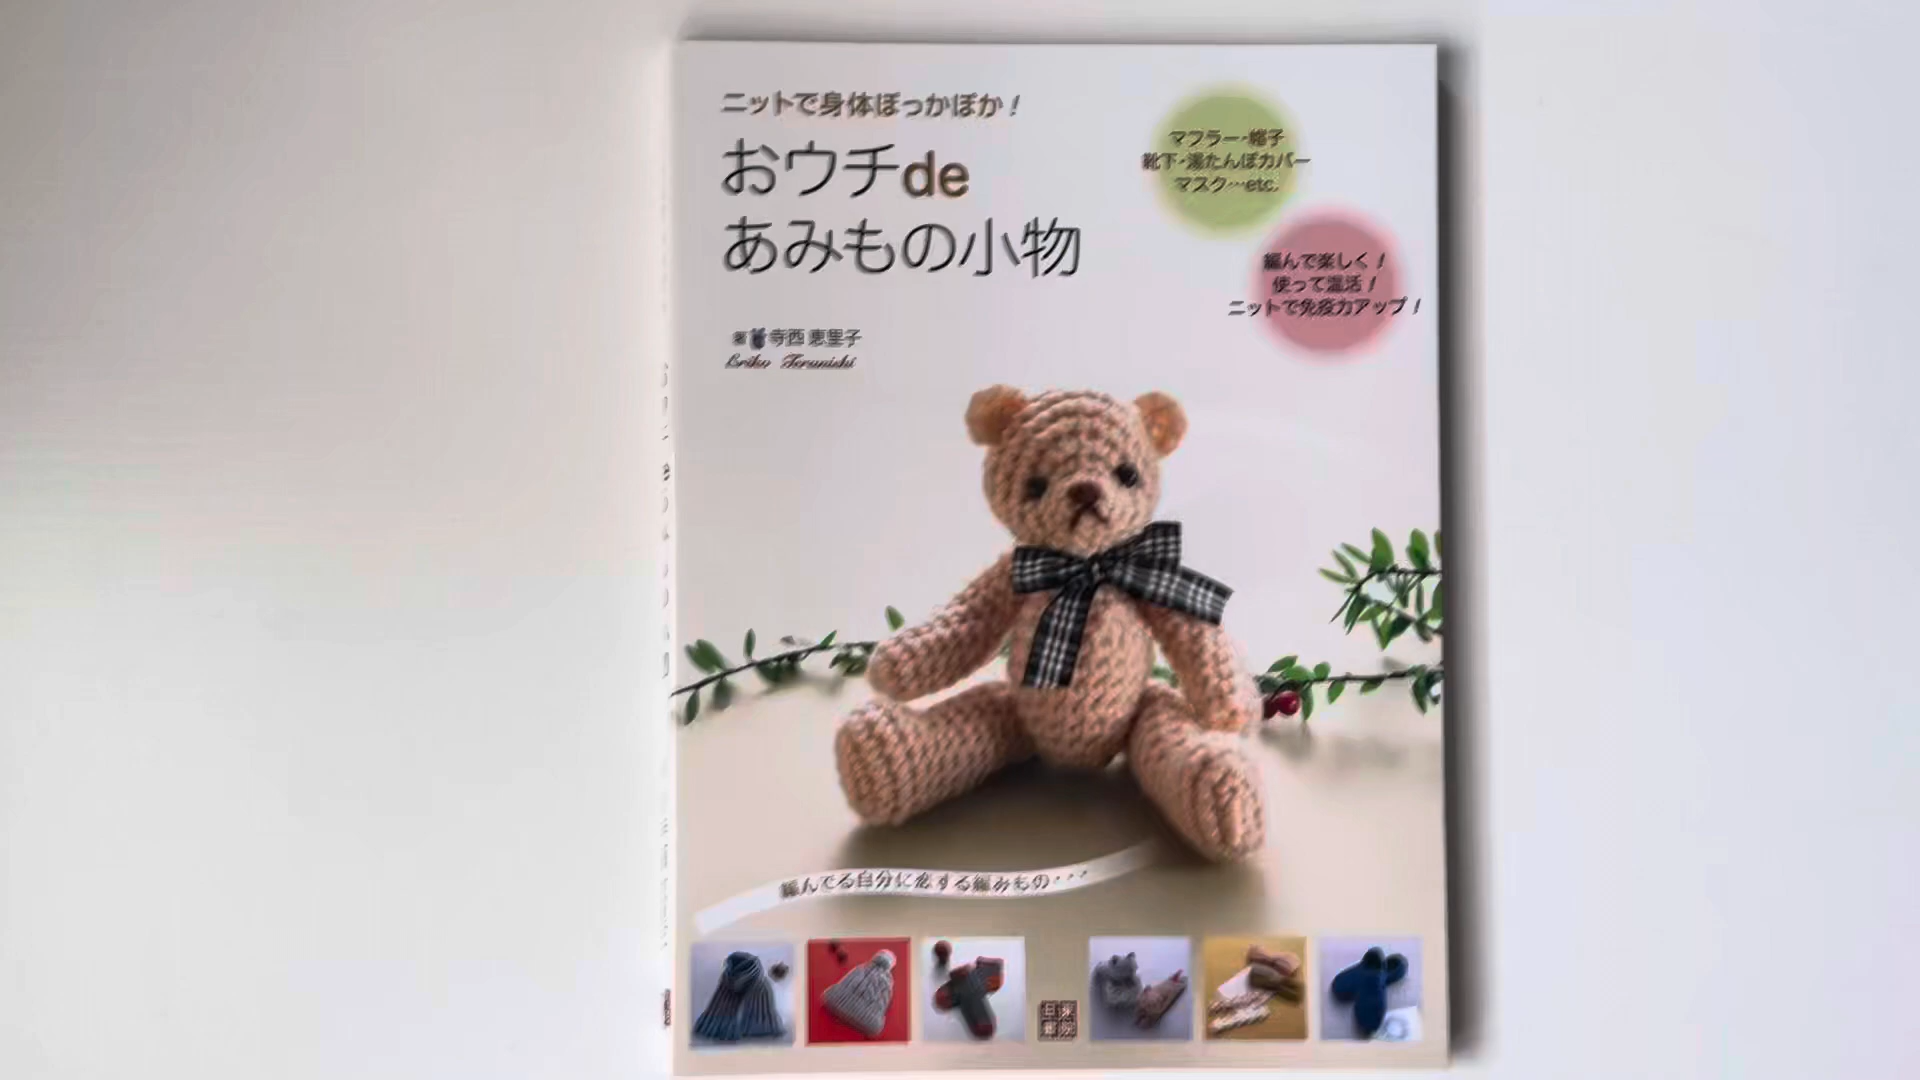 ニットで身体ぽっかぽか！
おウチde
あみもの小物
著 寺西 恵里子
Eriko Teranishi
マフラー・帽子
靴下・湯たんぽカバー
マスク…etc.
編んで楽しく！
使って温活！
ニットで免疫力アップ！
編んでる自分に恋する編みもの・・・
日東
書院